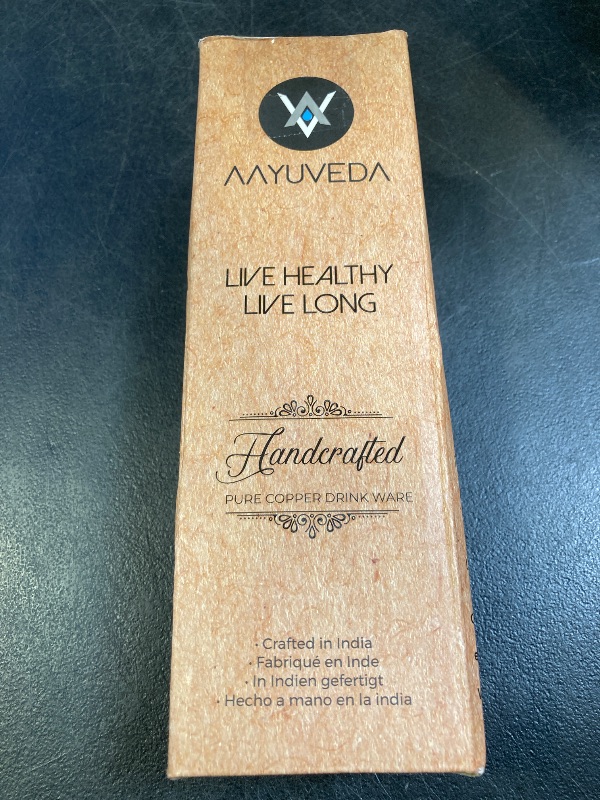 AAYUVEDA
LIVE HEALTHY
LIVE LONG
Handcrafted
PURE COPPER DRINK WARE
• Crafted in India
• Fabriqué en Inde
• In Indien gefertigt
• Hecho a mano en la india